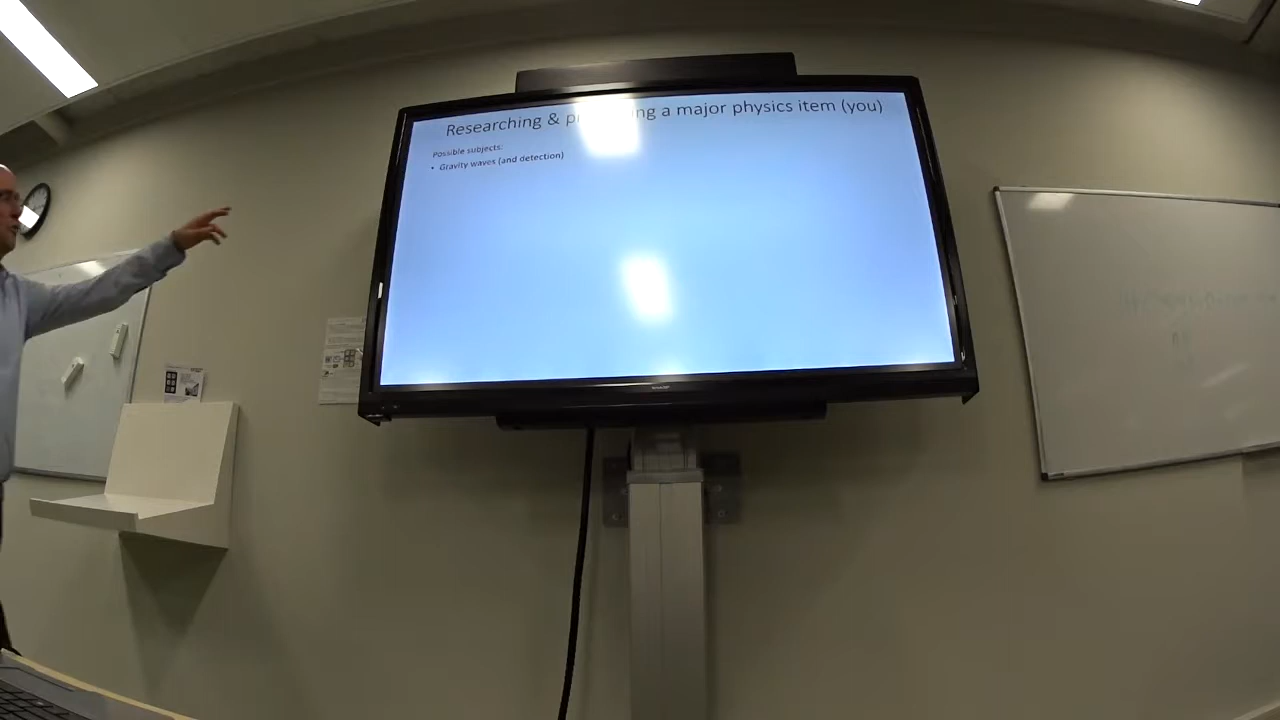 Researching & a major physics item (you)
Possible subjects:
• Gravity waves (and detection)